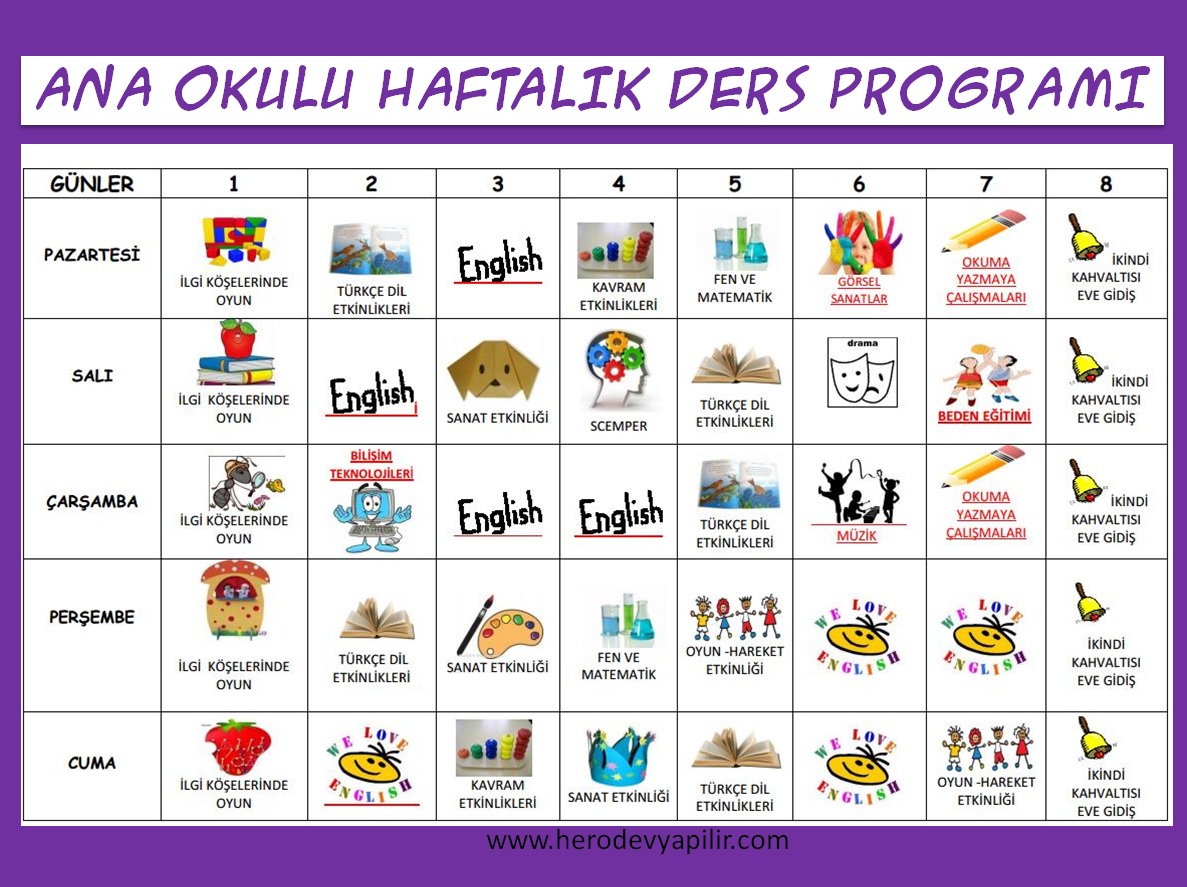 ANA OKULU HAFTALIK DERS PROGRAMI
GÜNLER 1 2 3 4 5 6 7 8
PAZARTESİ
İLGİ KÖŞELERİNDE
OYUN
TÜRKÇE DİL
ETKİNLİKLERİ
English
KAVRAM
ETKİNLİKLERİ
FEN VE
MATEMATİK
GÖRSEL
SANATLAR
OKUMA
YAZMAYA
ÇALIŞMALARI
İKİNDİ
KAHVALTISI
EVE GİDİŞ
SALI
İLGİ KÖŞELERİNDE
OYUN
English i
SANAT ETKİNLİĞİ
SCEMPER
TÜRKÇE DİL
ETKİNLİKLERİ
drama
BEDEN EĞİTİMİ
İKİNDİ
KAHVALTISI
EVE GİDİŞ
ÇARŞAMBA
İLGİ KÖŞELERİNDE
OYUN
BİLİŞİM
TEKNOLOJİLERİ
English
English
TÜRKÇE DİL
ETKİNLİKLERİ
MÜZİK
OKUMA
YAZMAYA
ÇALIŞMALARI
İKİNDİ
KAHVALTISI
EVE GİDİŞ
PERŞEMBE
İLGİ KÖŞELERİNDE
OYUN
TÜRKÇE DİL
ETKİNLİKLERİ
SANAT ETKİNLİĞİ
FEN VE
MATEMATİK
OYUN -HAREKET
ETKİNLİĞİ
WE LOVE
ENGLISH
WE LOVE
ENGLISH
İKİNDİ
KAHVALTISI
EVE GİDİŞ
CUMA
İLGİ KÖŞELERİNDE
OYUN
WE LOVE
ENGLISH
KAVRAM
ETKİNLİKLERİ
SANAT ETKİNLİĞİ
TÜRKÇE DİL
ETKİNLİKLERİ
WE LOVE
ENGLISH
OYUN -HAREKET
ETKİNLİĞİ
İKİNDİ
KAHVALTISI
EVE GİDİŞ
www.herodevyapilir.com